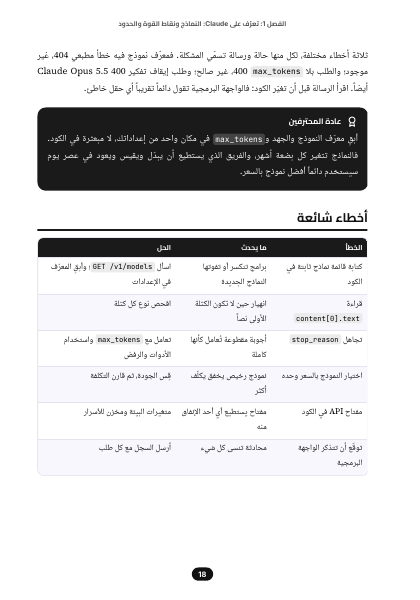 الفصل 1: تعرّف على Claude: النماذج ونقاط القوة والحدود
ثلاثة أخطاء مختلفة، لكل منها حالة ورسالة تسمّي المشكلة. فمعرّف نموذج فيه خطأ مطبعي 404، غير
موجود؛ والطلب بلا max_tokens 400، غير صالح؛ وطلب إيقاف تفكير Claude Opus 5.5 400
أيضاً. اقرأ الرسالة قبل أن تغيّر الكود: فالواجهة البرمجية تقول دائماً تقريباً أي حقل خاطئ.
عادة المحترفين
أبقِ معرّف النموذج والجهد وmax_tokens في مكان واحد من إعداداتك، لا مبعثرة في الكود.
فالنماذج تتغير كل بضعة أشهر، والفريق الذي يستطيع أن يبدّل ويقيس ويعود في عصر يوم
سيستخدم دائماً أفضل نموذج بالسعر.
أخطاء شائعة
الخطأ ما يحدث الحل
كتابة قائمة نماذج ثابتة في برامج تنكسر أو تفوتها اسأل GET /v1/models؛ وأبقِ المعرّف
الكود النماذج الجديدة في الإعدادات
قراءة انهيار حين لا تكون الكتلة افحص نوع كل كتلة
content[0].text الأولى نصاً
تجاهل stop_reason أجوبة مقطوعة تُعامل كأنها تعامل مع max_tokens واستخدام
كاملة الأدوات والرفض
اختيار النموذج بالسعر وحده نموذج رخيص يخفق يكلّف قِس الجودة، ثم قارن التكلفة
أكثر
مفتاح API في الكود مفتاح يستطيع أي أحد الإنفاق متغيرات البيئة ومخزن للأسرار
منه
توقّع أن تتذكر الواجهة محادثة تنسى كل شيء أرسل السجل مع كل طلب
البرمجية
18